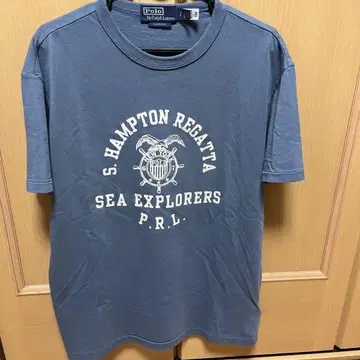 Polo
by Ralph Lauren
S. HAMPTON REGATTA
SEA EXPLORERS
P.R.L.